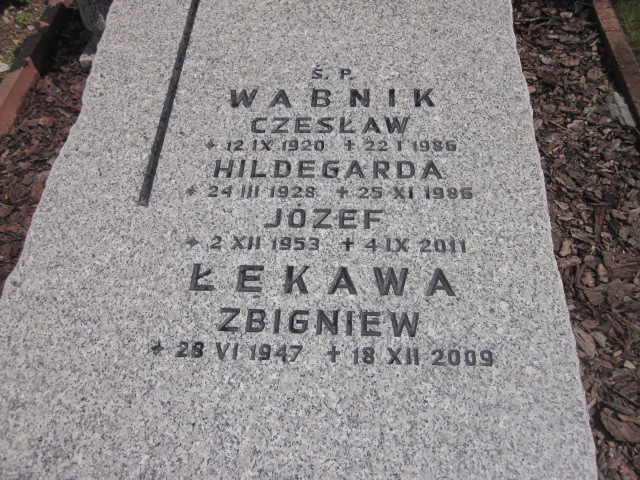 Ś. P.
WABNIK
CZESŁAW
* 12 IX 1920 + 22 I 1986
HILDEGARDA
* 24 III 1928 + 25 XI 1986
JÓZEF
* 2 XII 1953 + 4 IX 2011
ŁĘKAWA
ZBIGNIEW
* 28 VI 1947 + 18 XII 2009